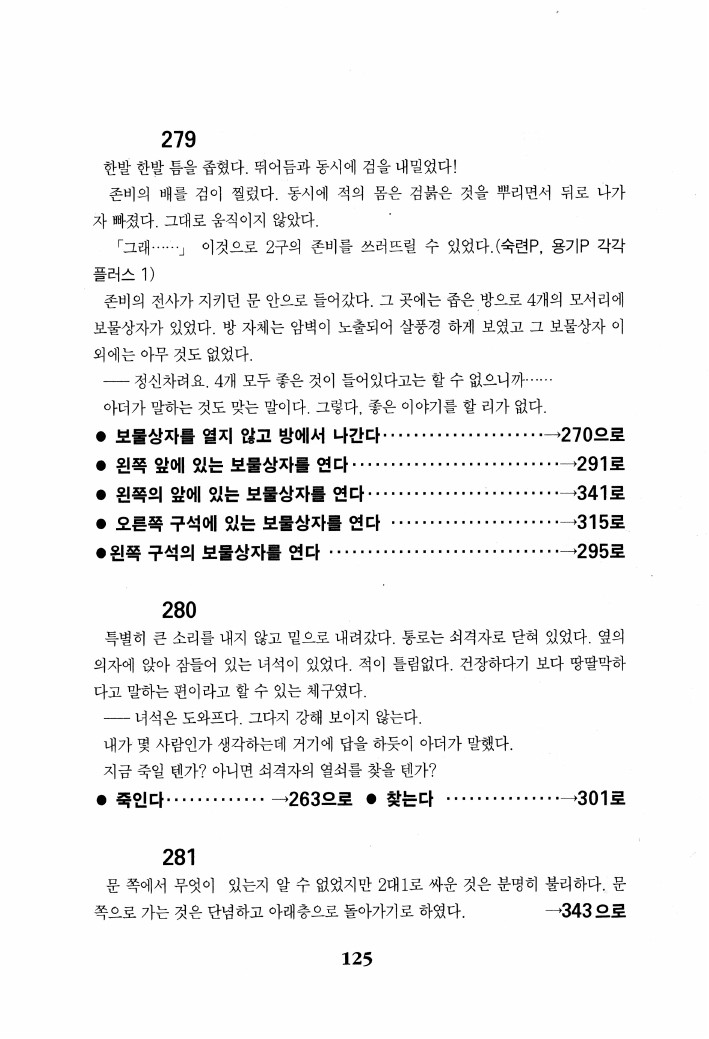 279
한발 한발 틈을 좁혔다. 뛰어듬과 동시에 검을 내밀었다!
존비의 배를 검이 찔렀다. 동시에 적의 몸은 검붉은 것을 뿌리면서 뒤로 나가
자 빠졌다. 그대로 움직이지 않았다.
「그래……」 이것으로 2구의 존비를 쓰러뜨릴 수 있었다.(숙련P, 용기P 각각
플러스 1)
존비의 전사가 지키던 문 안으로 들어갔다. 그 곳에는 좁은 방으로 4개의 모서리에
보물상자가 있었다. 방 자체는 암벽이 노출되어 살풍경 하게 보였고 그 보물상자 이
외에는 아무 것도 없었다.
── 정신차려요. 4개 모두 좋은 것이 들어있다고는 할 수 없으니까……
아더가 말하는 것도 맞는 말이다. 그렇다, 좋은 이야기를 할 리가 없다.
● 보물상자를 열지 않고 방에서 나간다·····················→270으로
● 왼쪽 앞에 있는 보물상자를 연다···························→291로
● 왼쪽의 앞에 있는 보물상자를 연다·························→341로
● 오른쪽 구석에 있는 보물상자를 연다 ······················→315로
●왼쪽 구석의 보물상자를 연다 ······························→295로
280
특별히 큰 소리를 내지 않고 밑으로 내려갔다. 통로는 쇠격자로 닫혀 있었다. 옆의
의자에 앉아 잠들어 있는 녀석이 있었다. 적이 틀림없다. 건장하다기 보다 땅딸막하
다고 말하는 편이라고 할 수 있는 체구였다.
── 녀석은 도와프다. 그다지 강해 보이지 않는다.
내가 몇 사람인가 생각하는데 거기에 답을 하듯이 아더가 말했다.
지금 죽일 텐가? 아니면 쇠격자의 열쇠를 찾을 텐가?
● 죽인다············· →263으로 ● 찾는다 ···············→301로
281
문 쪽에서 무엇이 있는지 알 수 없었지만 2대1로 싸운 것은 분명히 불리하다. 문
쪽으로 가는 것은 단념하고 아래층으로 돌아가기로 하였다. →343으로
125